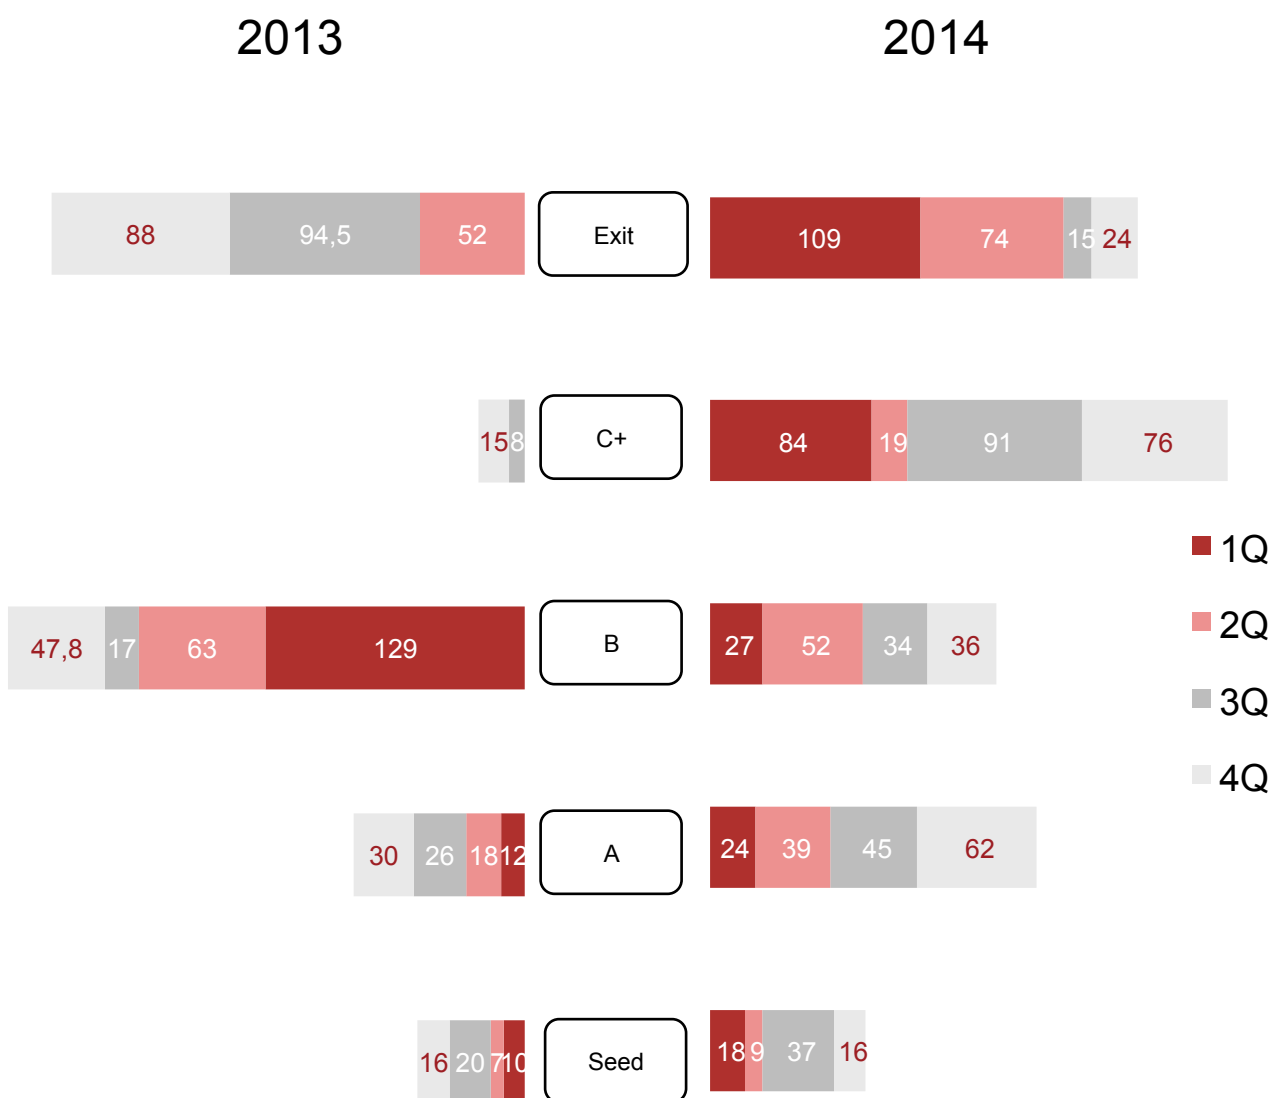 2013 2014
88 94,5 52 Exit 109 74 15 24
15 8 C+ 84 19 91 76
1Q
47,8 17 63 129 B 27 52 34 36
2Q
3Q
4Q
30 26 18 12 A 24 39 45 62
16 20 7 10 Seed 18 9 37 16